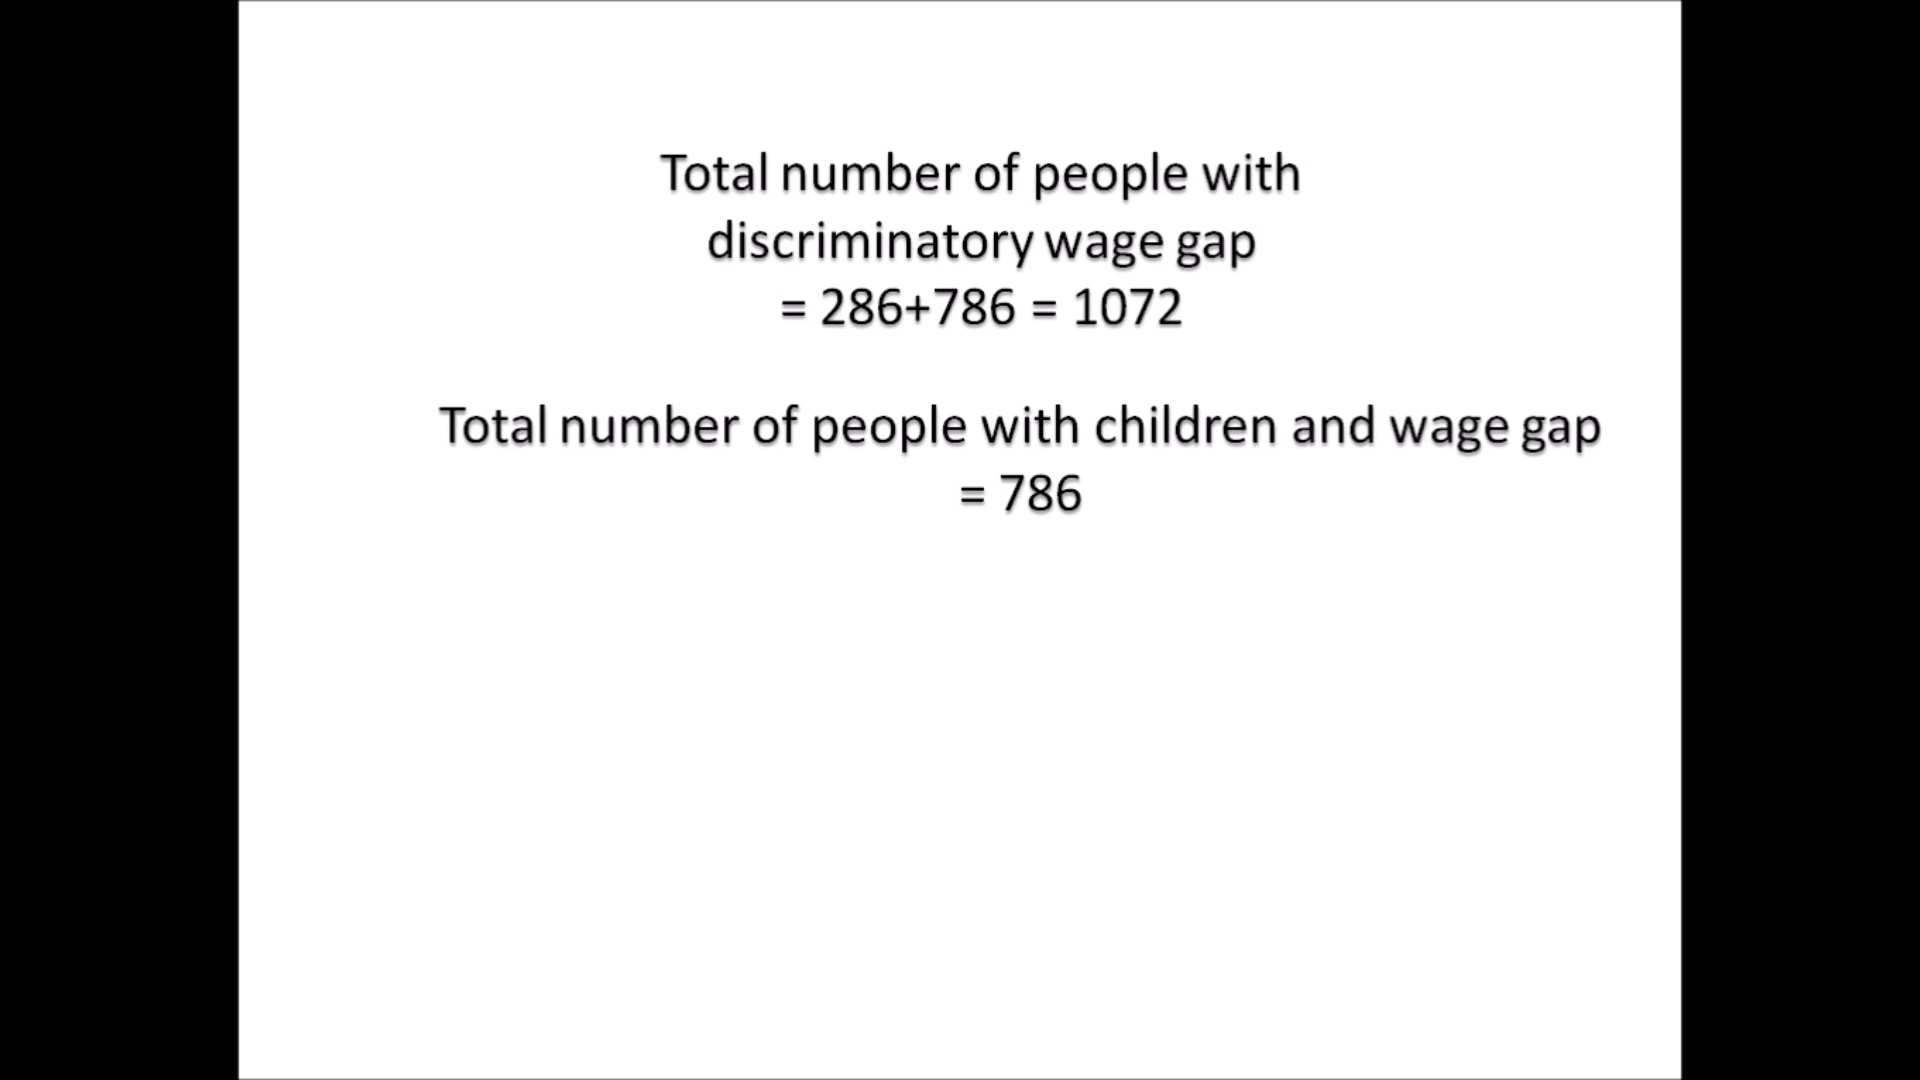 Total number of people with
discriminatory wage gap
= 286+786 = 1072
Total number of people with children and wage gap
= 786